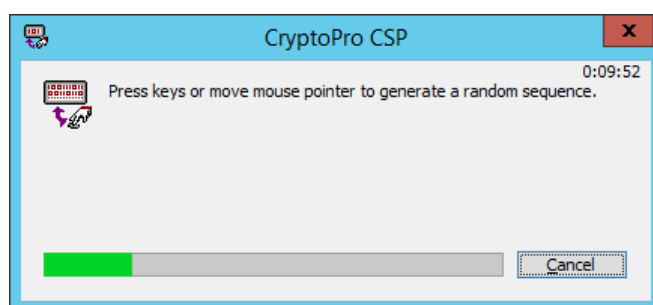 CryptoPro CSP
x
0:09:52
Press keys or move mouse pointer to generate a random sequence.
Cancel